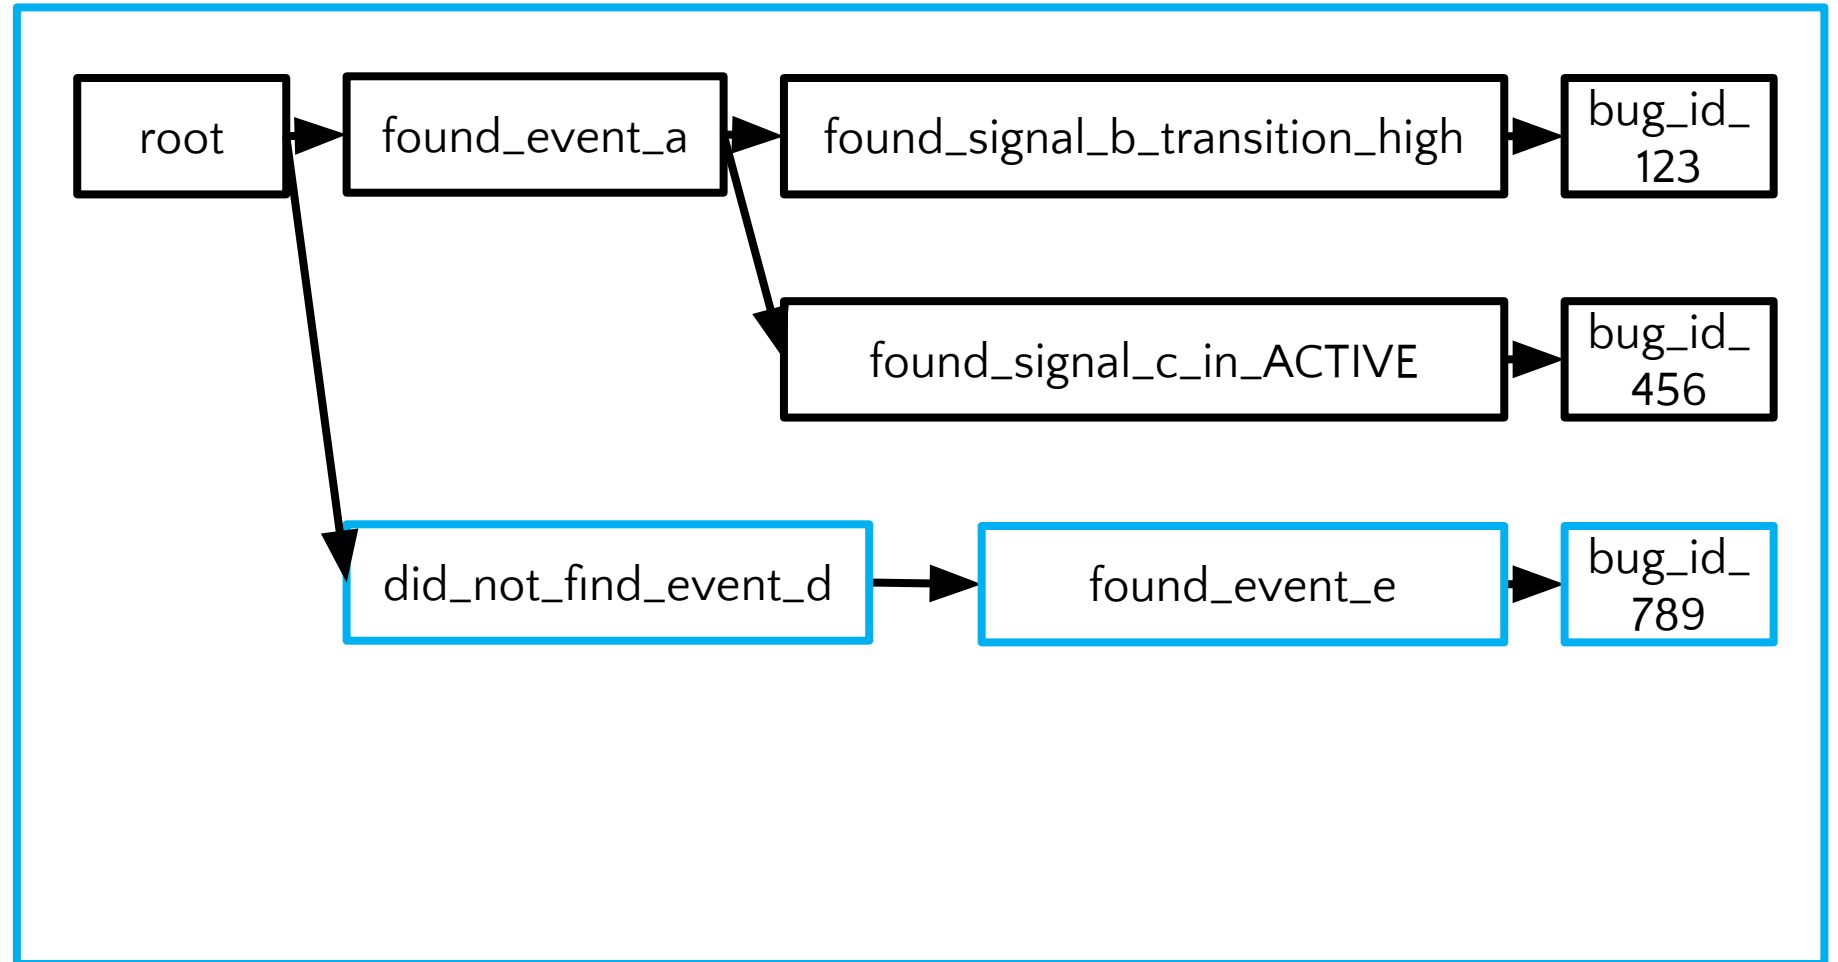 root
found_event_a
found_signal_b_transition_high
bug_id_
123
found_signal_c_in_ACTIVE
bug_id_
456
did_not_find_event_d
found_event_e
bug_id_
789